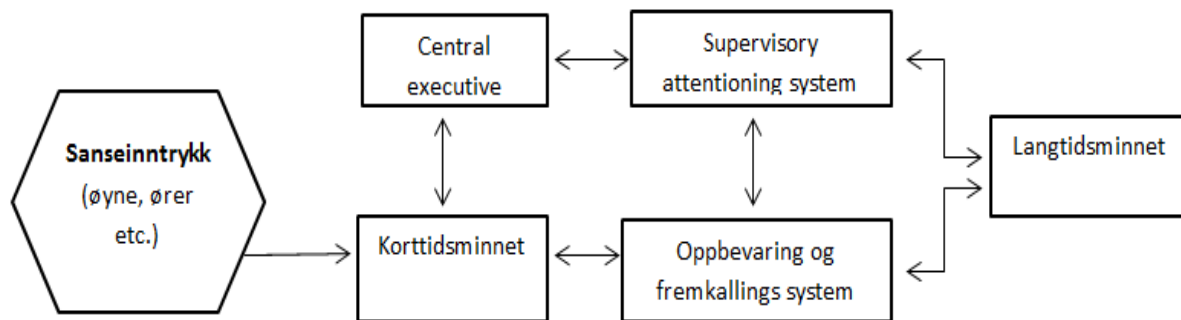 Sanseinntrykk
(øyne, ører
etc.)
Central
executive
Supervisory
attentioning system
Korttidsminnet
Oppbevaring og
fremkallings system
Langtidsminnet